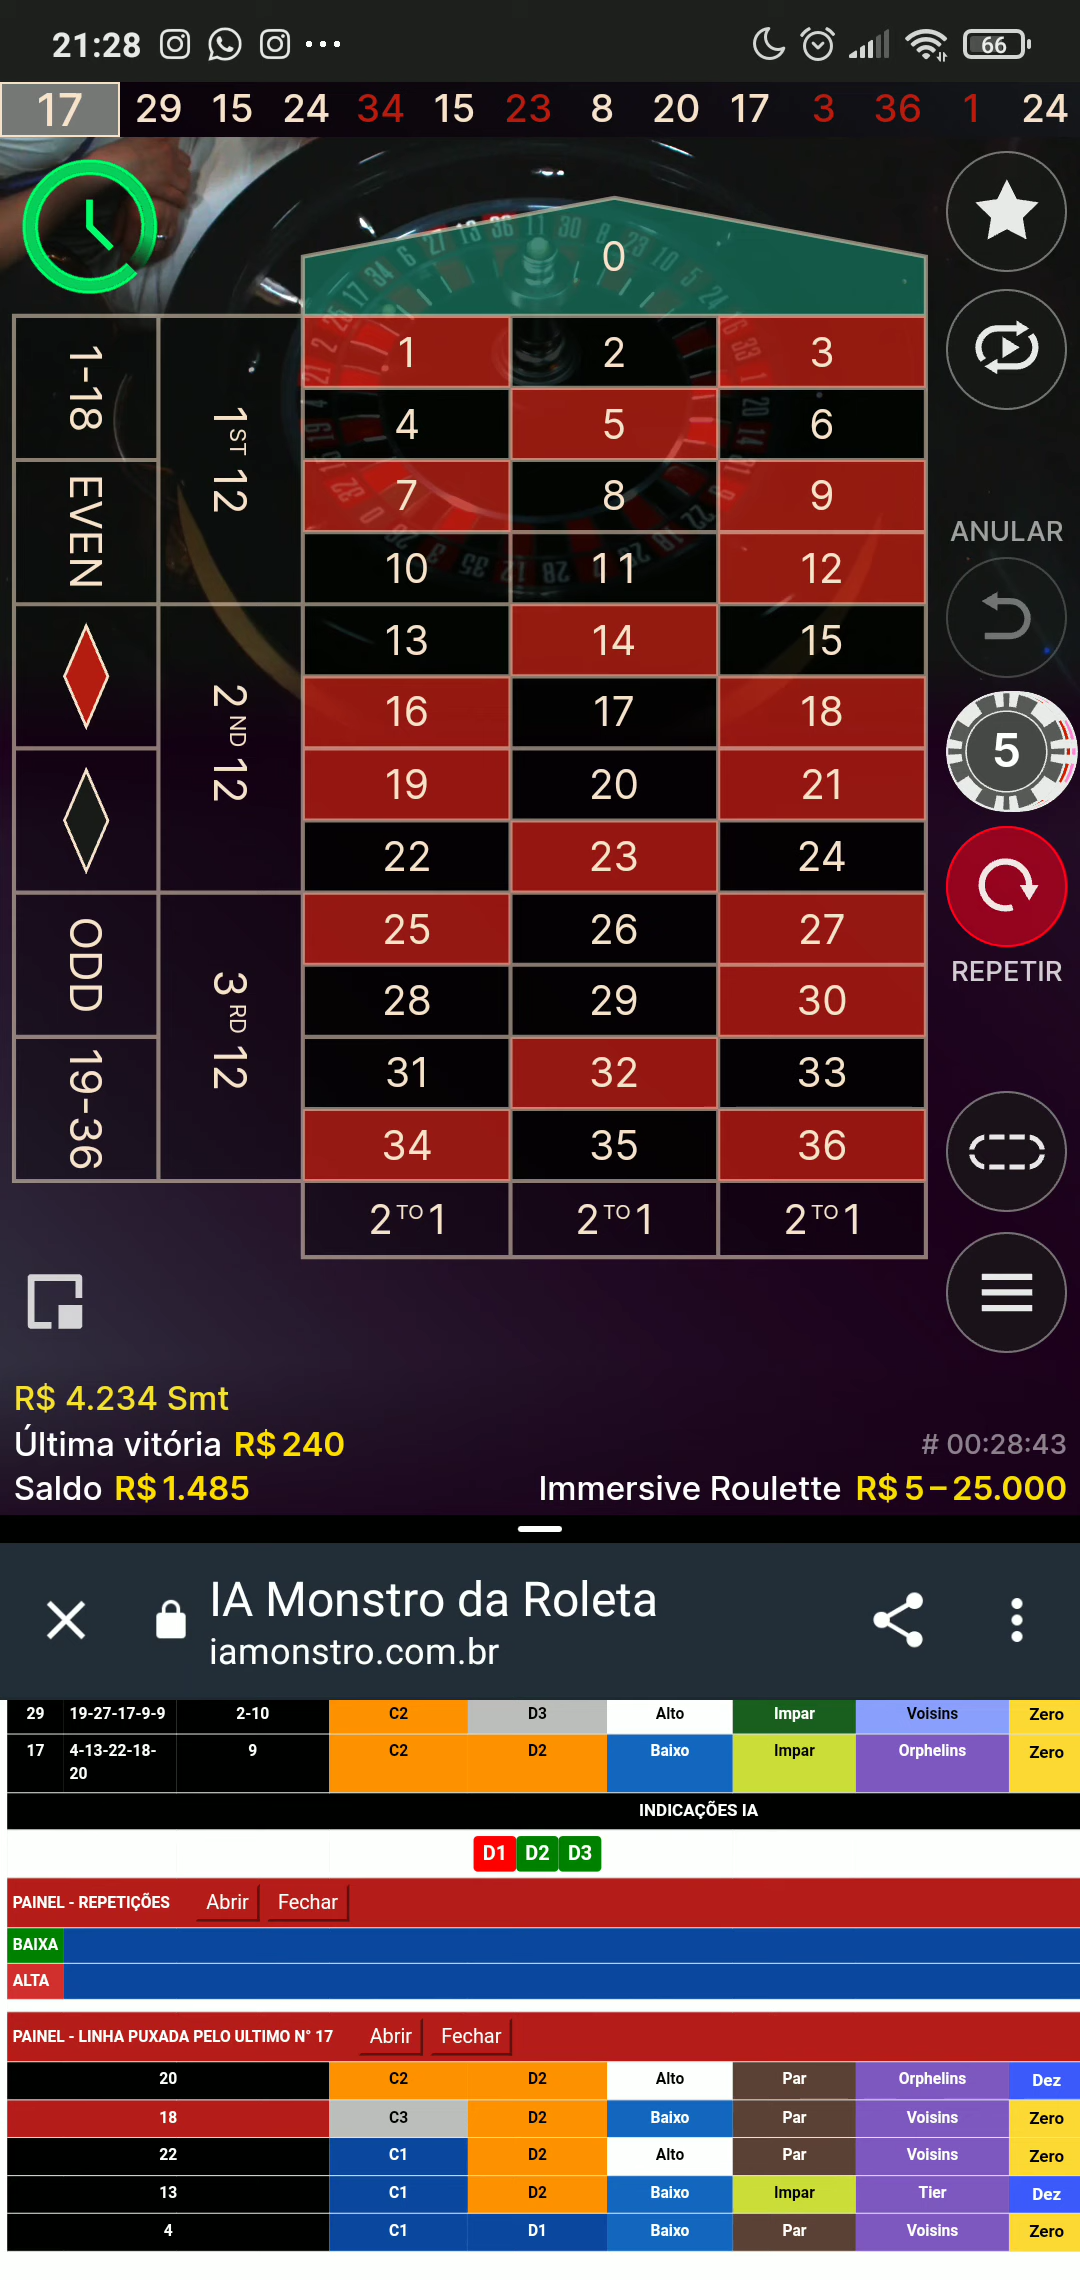 21:28 66
17 29 15 24 34 15 23 8 20 17 3 36 1 24
0
1 2 3
4 5 6
7 8 9
10 11 12
13 14 15
16 17 18
19 20 21
22 23 24
25 26 27
28 29 30
31 32 33
34 35 36
2 TO 1 2 TO 1 2 TO 1
1-18
EVEN
ODD
19-36
1 ST 12
2 ND 12
3 RD 12
ANULAR
5
REPETIR
R$ 4.234 Smt
Última vitória R$ 240
# 00:28:43
Saldo R$ 1.485
Immersive Roulette R$ 5 – 25.000
IA Monstro da Roleta
iamonstro.com.br
29 19-27-17-9-9 2-10 C2 D3 Alto Impar Voisins Zero
17 4-13-22-18-20 9 C2 D2 Baixo Impar Orphelins Zero
INDICAÇÕES IA
D1 D2 D3
PAINEL - REPETIÇÕES Abrir Fechar
BAIXA
ALTA
PAINEL - LINHA PUXADA PELO ULTIMO N° 17 Abrir Fechar
20 C2 D2 Alto Par Orphelins Dez
18 C3 D2 Baixo Par Voisins Zero
22 C1 D2 Alto Par Voisins Zero
13 C1 D2 Baixo Impar Tier Dez
4 C1 D1 Baixo Par Voisins Zero